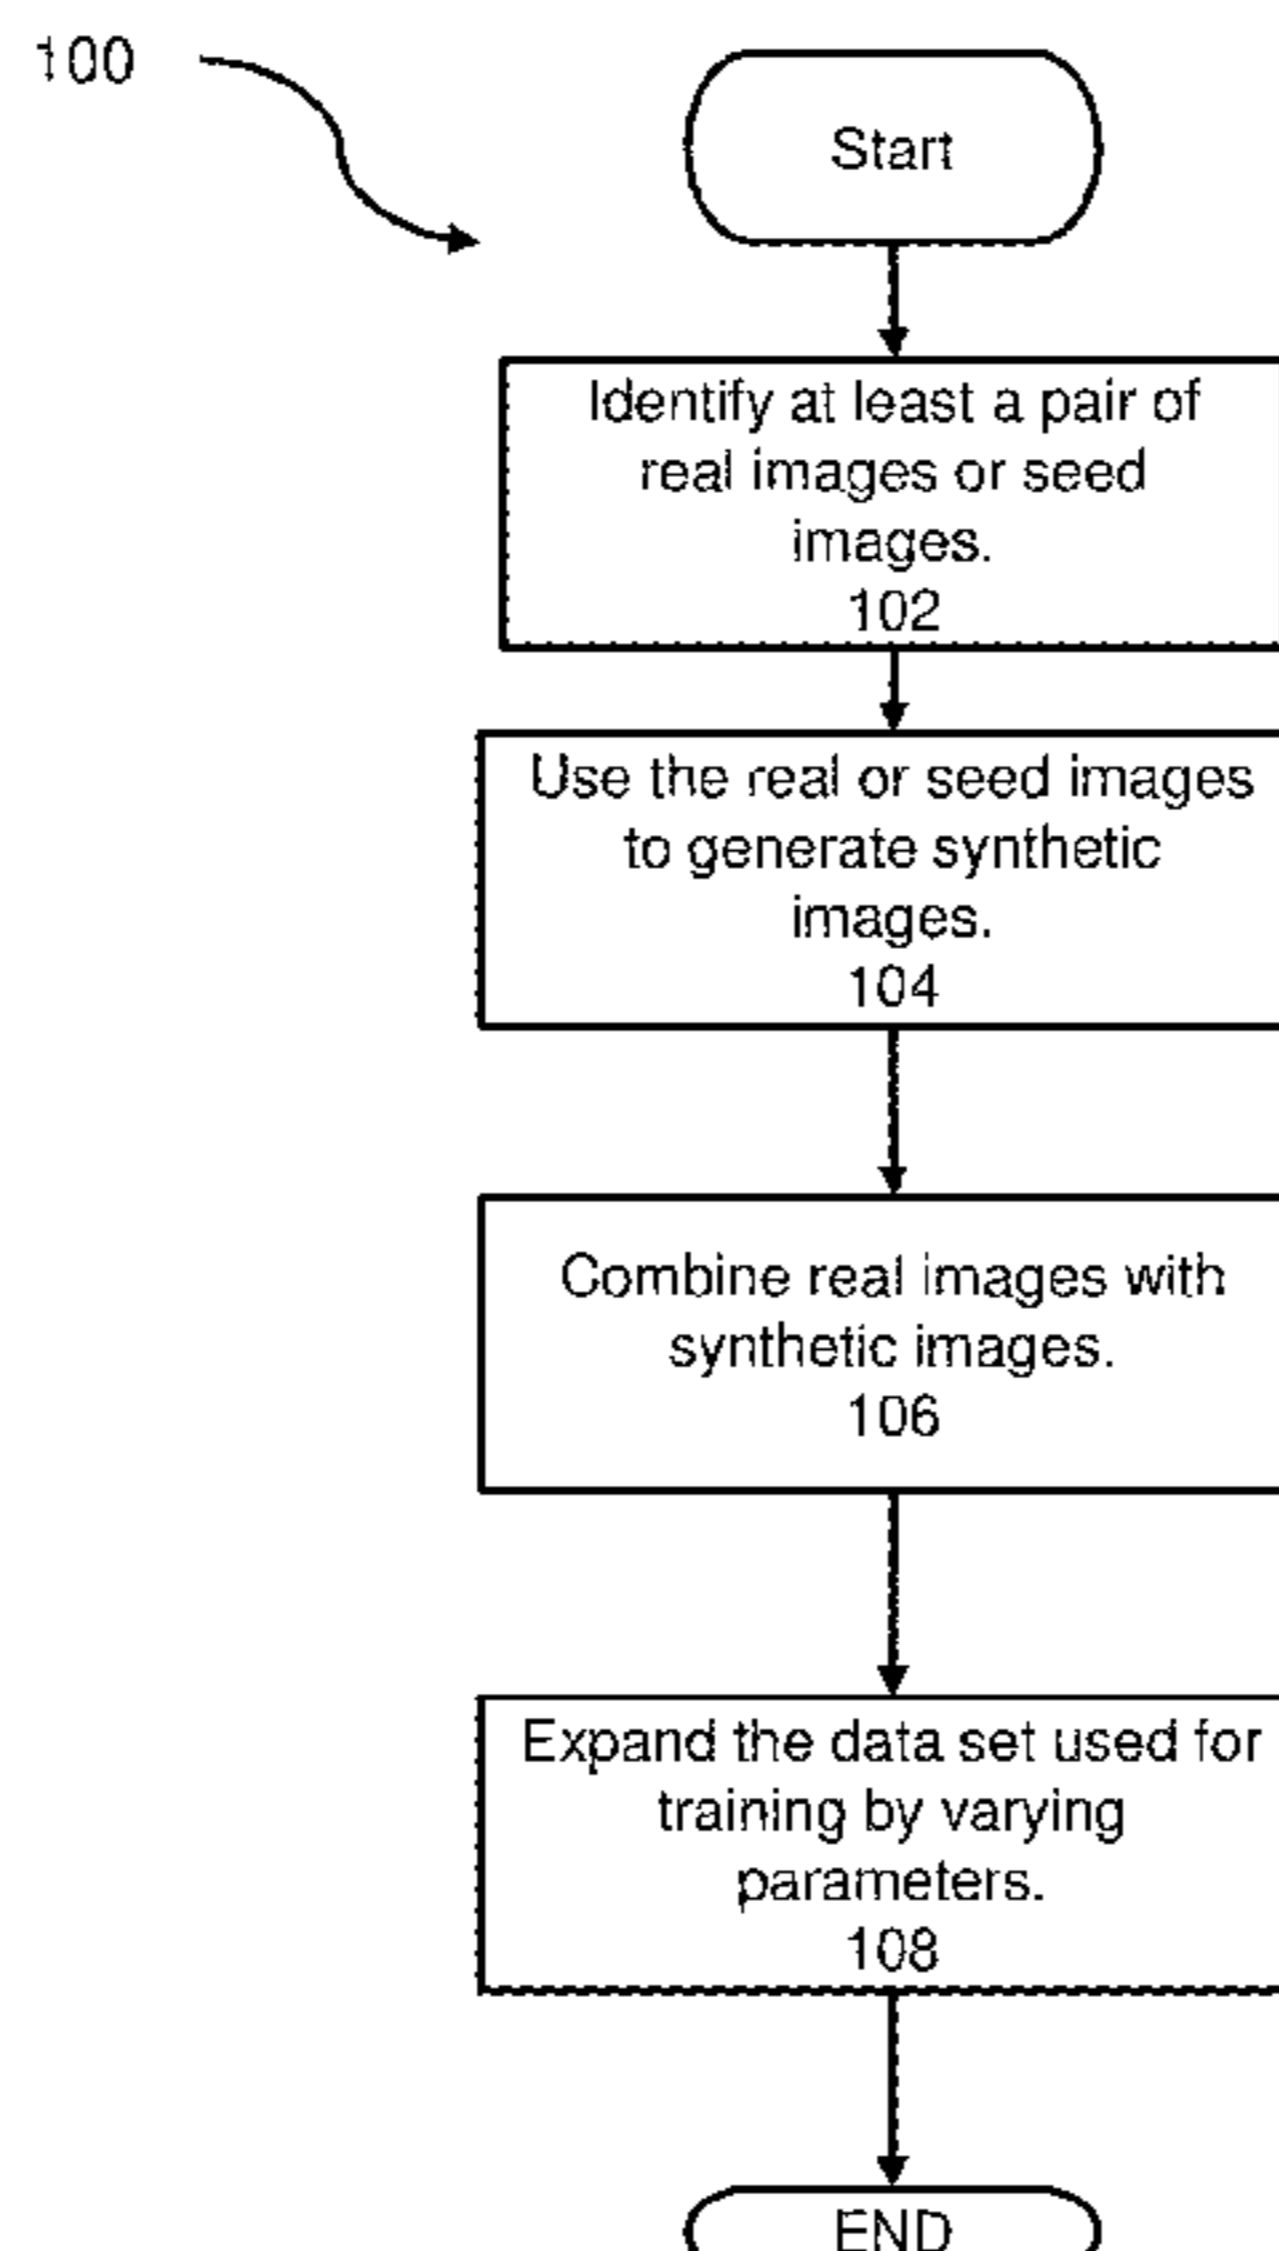 100
Start
Identify at least a pair of
real images or seed
images.
102
Use the real or seed images
to generate synthetic
images.
104
Combine real images with
synthetic images.
106
Expand the data set used for
training by varying
parameters.
108
END